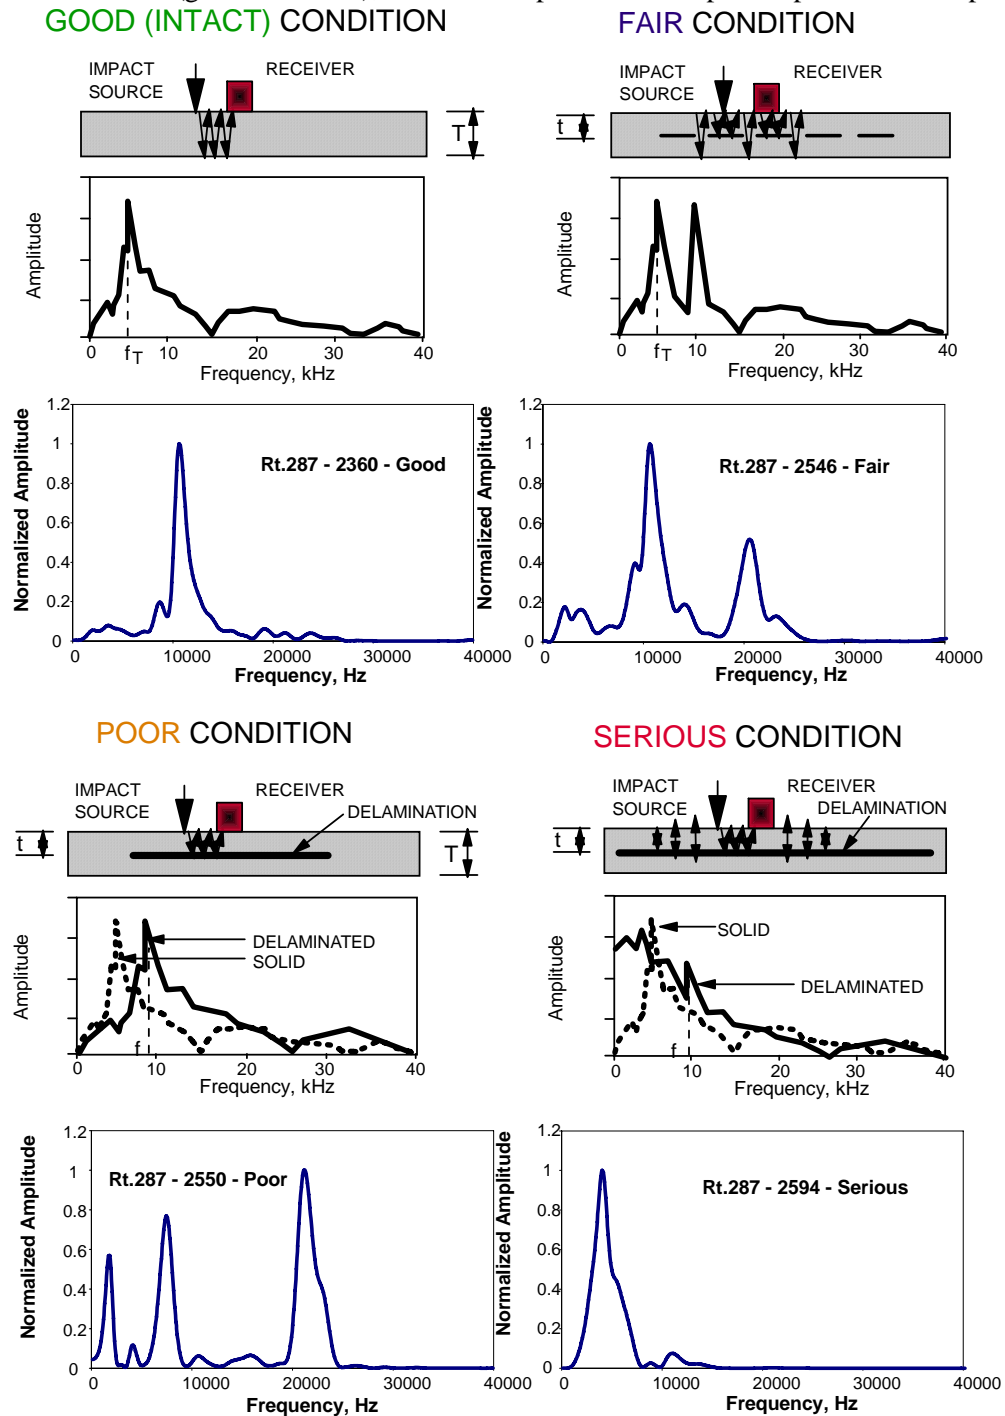 GOOD (INTACT) CONDITION
FAIR CONDITION
IMPACT SOURCE
RECEIVER
T
IMPACT SOURCE
RECEIVER
t
Amplitude
0
f T
10
20
30
40
Frequency, kHz
Amplitude
0
f T
10
20
30
40
Frequency, kHz
Normalized Amplitude
1.2
1
0.8
0.6
0.4
0.2
0
Rt.287 - 2360 - Good
10000
20000
30000
40000
Frequency, Hz
Normalized Amplitude
1.2
1
0.8
0.6
0.4
0.2
0
Rt.287 - 2546 - Fair
0
10000
20000
30000
40000
Frequency, Hz
POOR CONDITION
SERIOUS CONDITION
IMPACT SOURCE
RECEIVER
DELAMINATION
t
T
IMPACT SOURCE
RECEIVER
DELAMINATION
t
Amplitude
DELAMINATED
SOLID
f
0
10
20
30
40
Frequency, kHz
Amplitude
SOLID
DELAMINATED
f
0
10
20
30
40
Frequency, kHz
Normalized Amplitude
1.2
1
0.8
0.6
0.4
0.2
0
Rt.287 - 2550 - Poor
0
10000
20000
30000
40000
Frequency, Hz
Normalized Amplitude
1.2
1
0.8
0.6
0.4
0.2
0
Rt.287 - 2594 - Serious
0
10000
20000
30000
40000
Frequency, Hz